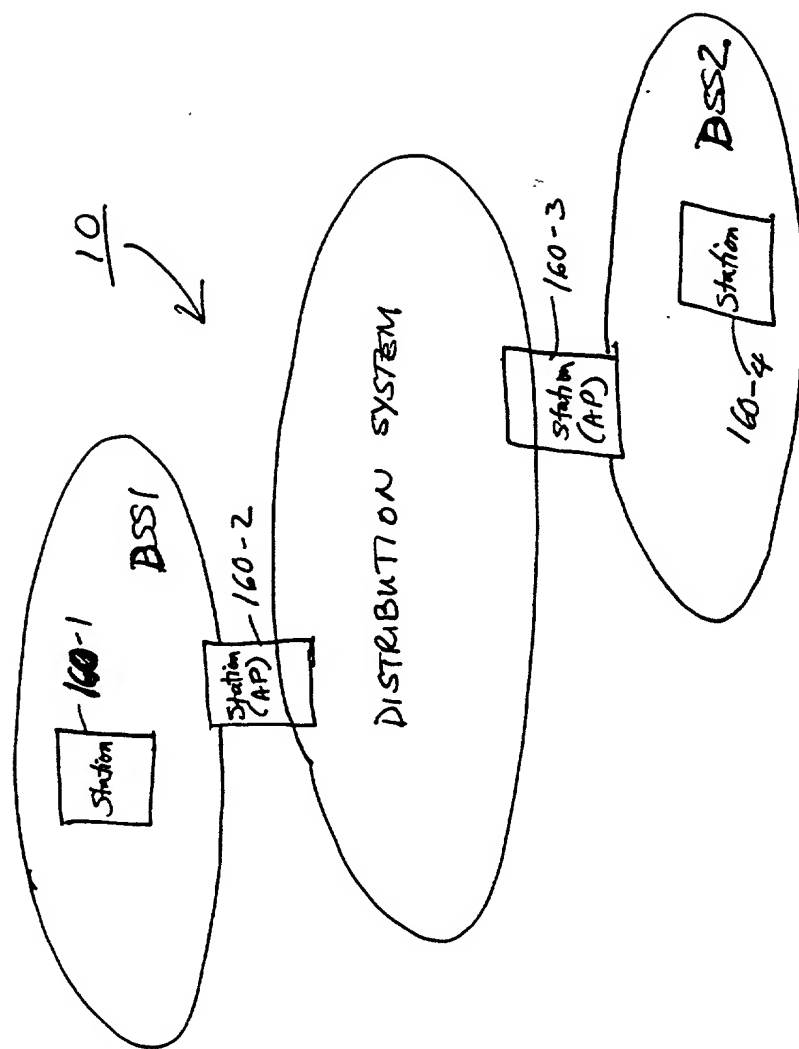 10
BSS1
160-1
Station
160-2
Station
(AP)
DISTRIBUTION SYSTEM
160-3
Station
(AP)
BSS2
Station
160-4